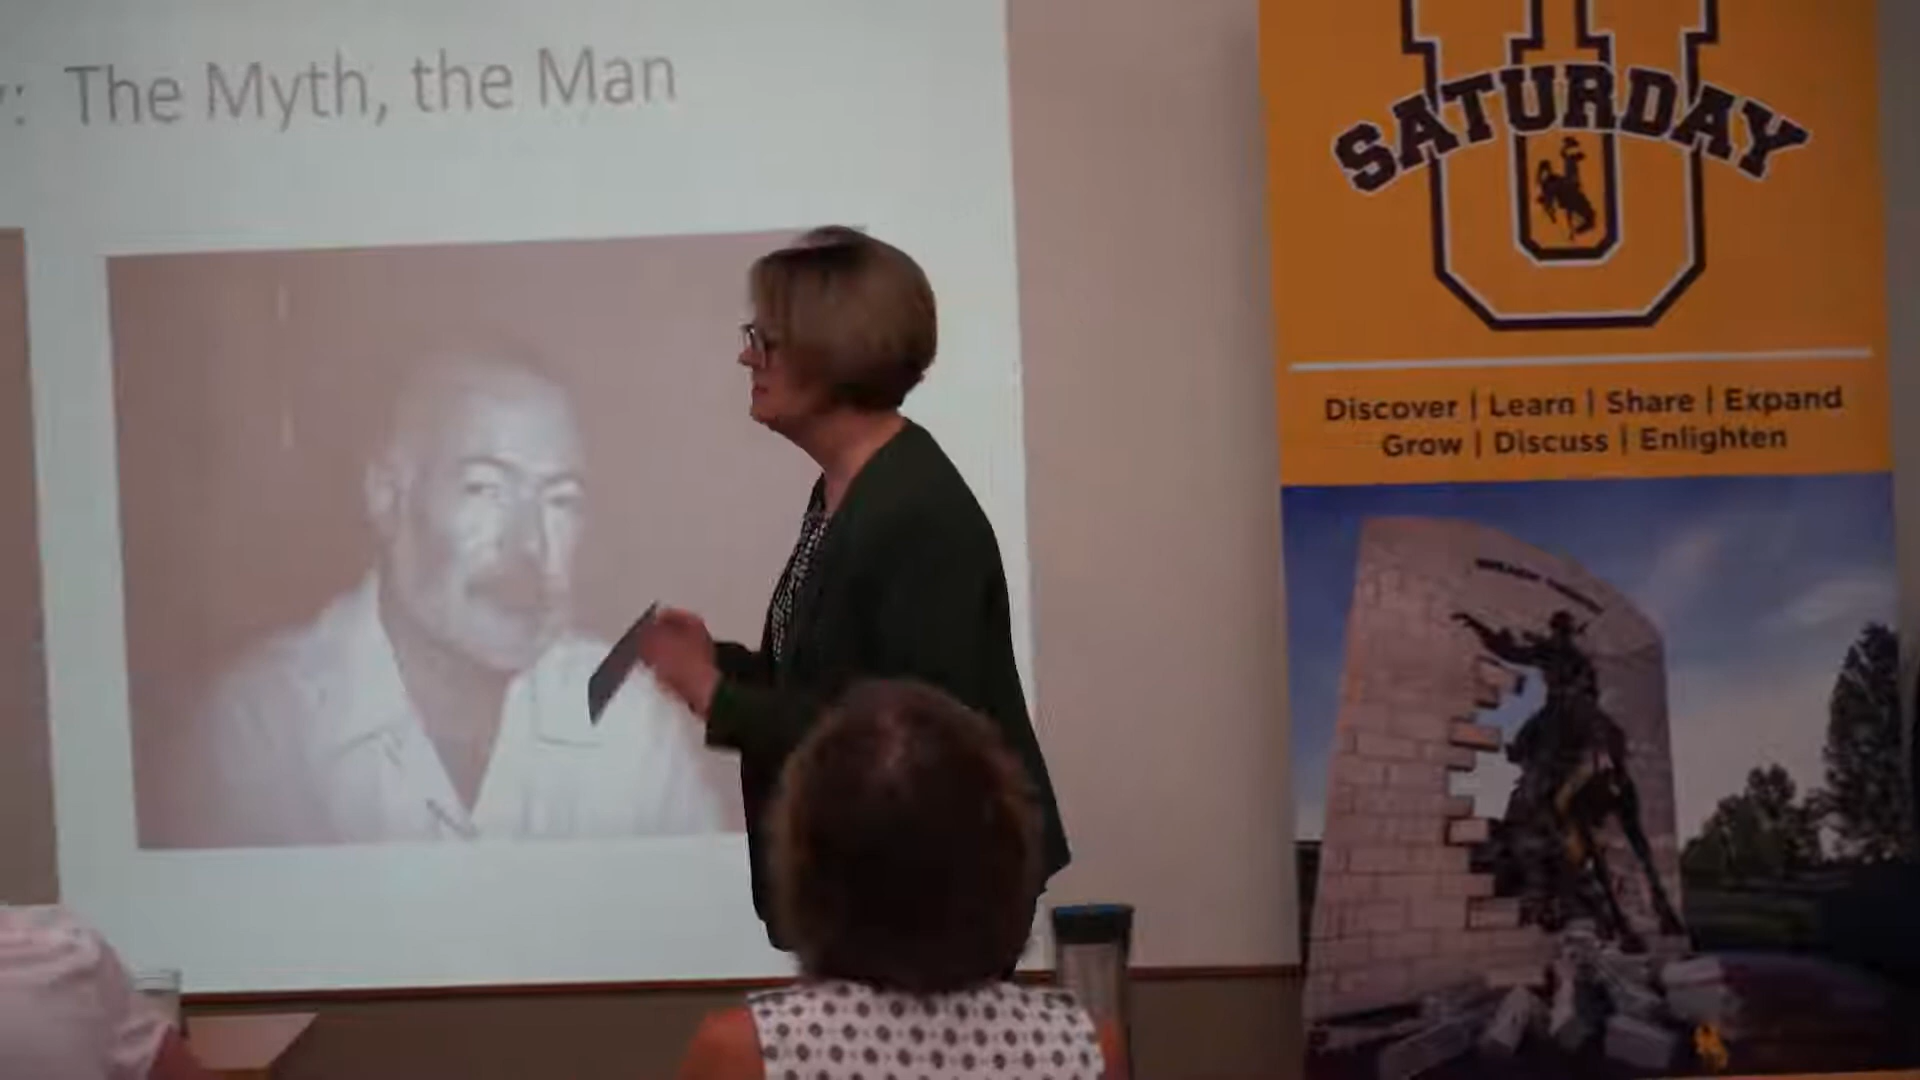 : The Myth, the Man
U
SATURDAY
Discover | Learn | Share | Expand
Grow | Discuss | Enlighten